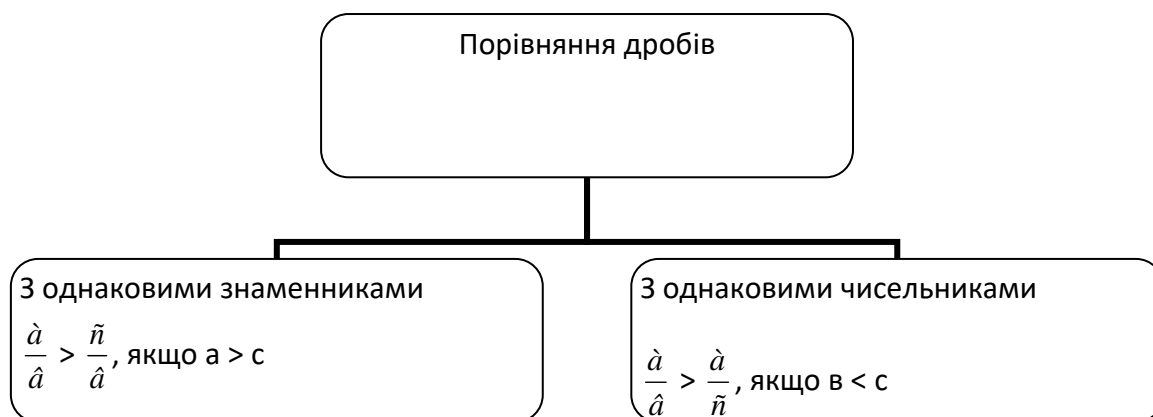 Порівняння дробів
З однаковими знаменниками
à/â > ñ/â, якщо а > с
З однаковими чисельниками
à/â > à/ñ, якщо в < с